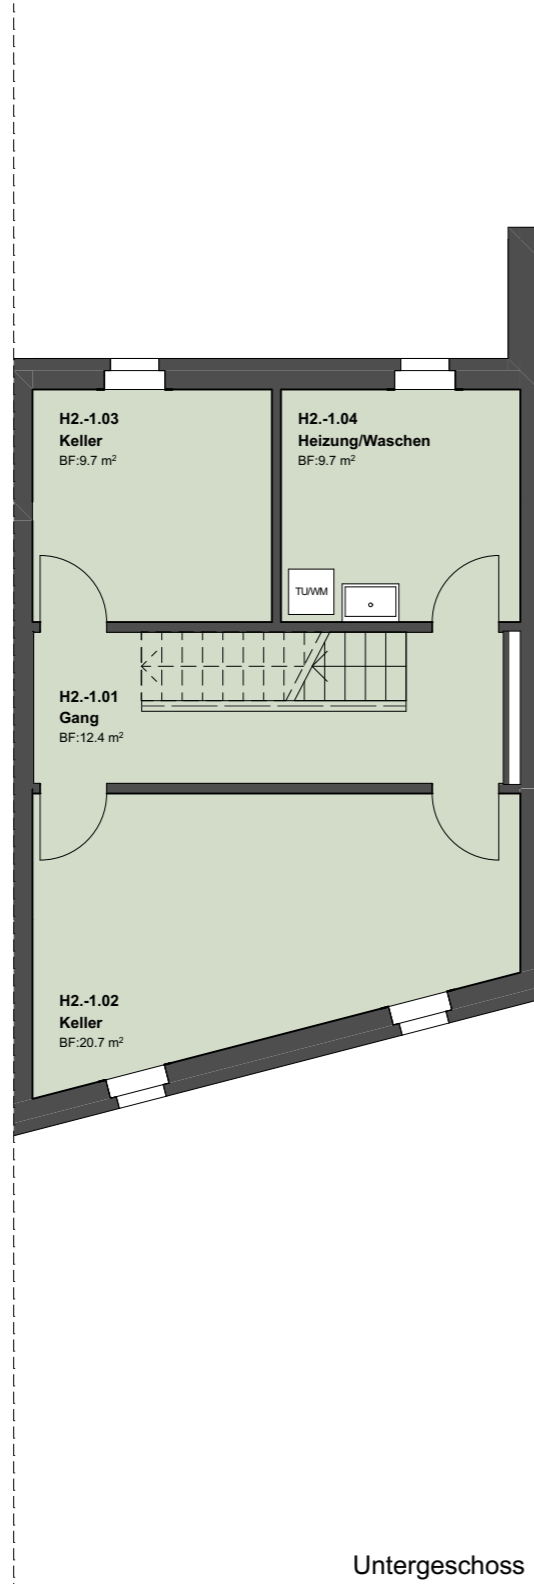 H2.-1.03
Keller
BF:9.7 m²
H2.-1.04
Heizung/Waschen
BF:9.7 m²
TU/WM
H2.-1.01
Gang
BF:12.4 m²
H2.-1.02
Keller
BF:20.7 m²
Untergeschoss